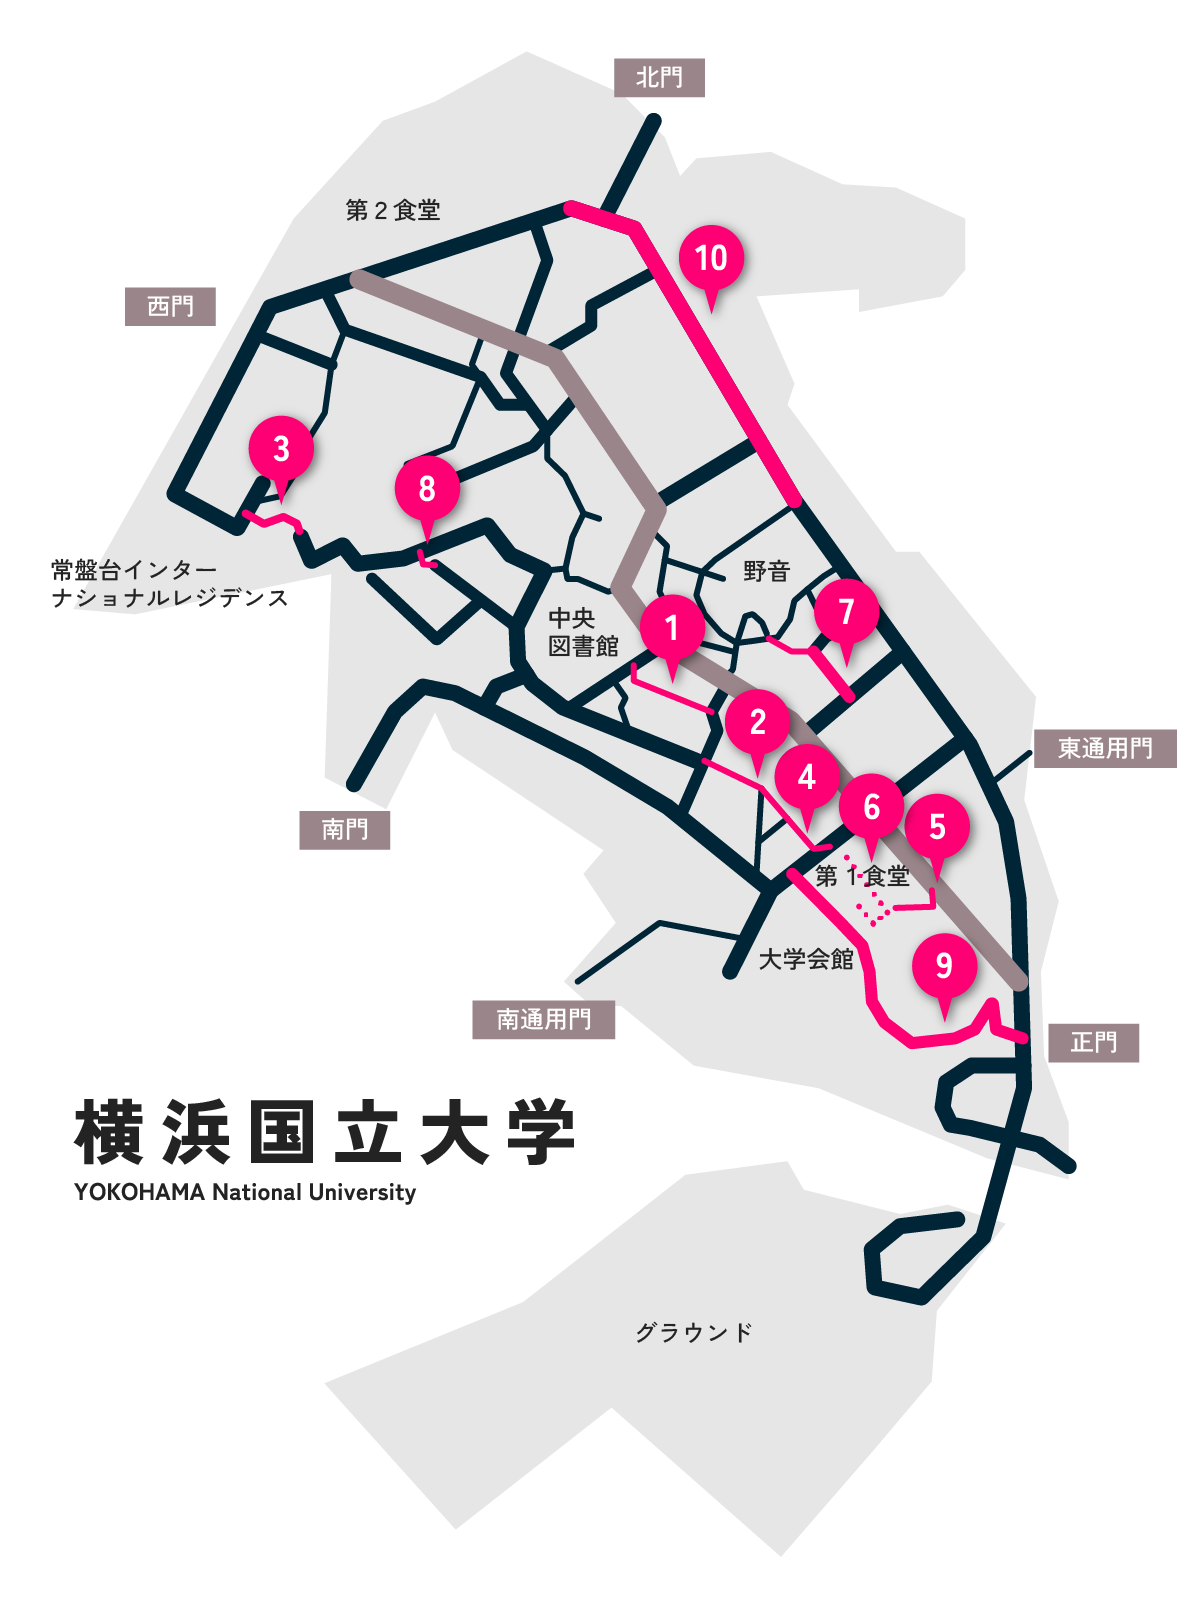 北門
第２食堂
10
西門
3
8
常盤台インター
ナショナルレジデンス
野音
7
中央
図書館
1
2
東通用門
4
6
5
南門
第１食堂
大学会館
9
南通用門
正門
横浜国立大学
YOKOHAMA National University
グラウンド